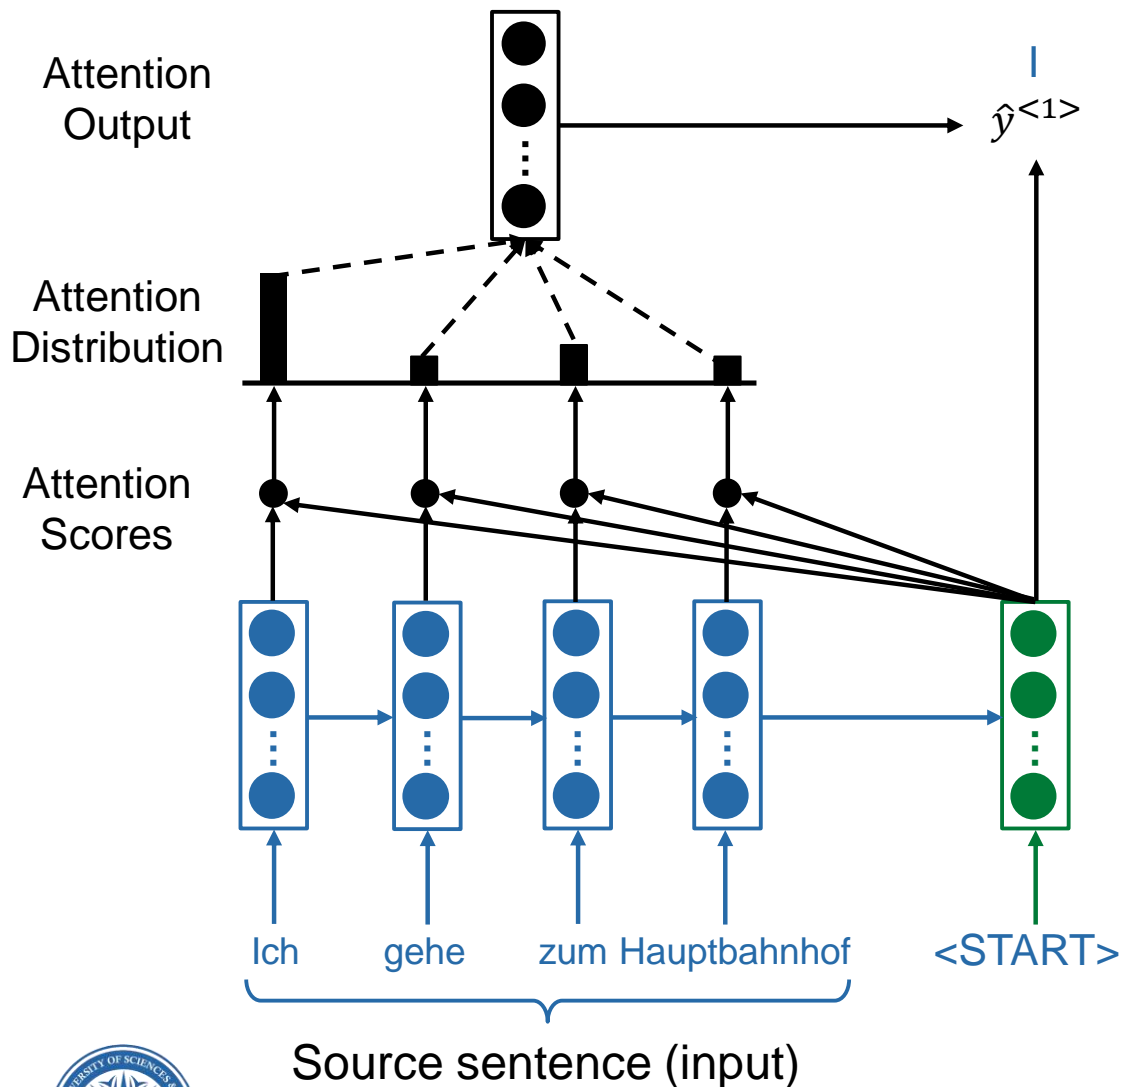 Attention
Output
I
ŷ<1>
Attention
Distribution
Attention
Scores
Ich gehe zum Hauptbahnhof <START>
Source sentence (input)